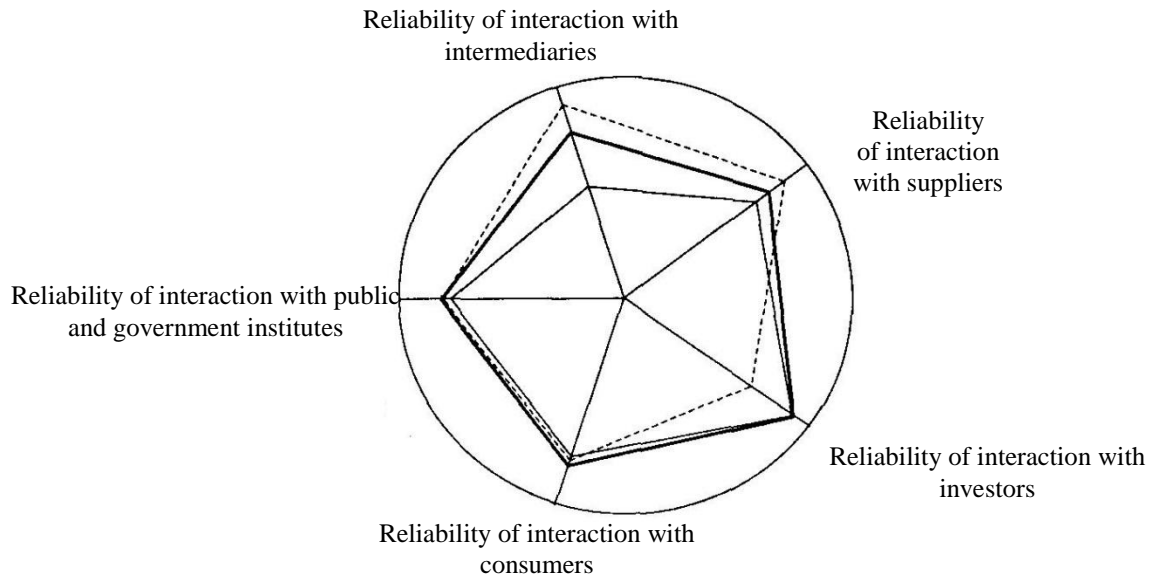 Reliability of interaction with
intermediaries
Reliability
of interaction
with suppliers
Reliability of interaction with public
and government institutes
Reliability of interaction with
investors
Reliability of interaction with
consumers